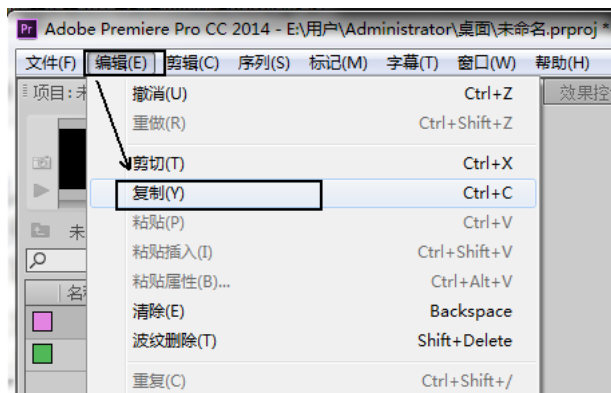 Pr Adobe Premiere Pro CC 2014 - E:\用户\Administrator\桌面\未命名.prproj *
文件(F) 编辑(E) 剪辑(C) 序列(S) 标记(M) 字幕(T) 窗口(W) 帮助(H)
项目: 撤消(U) Ctrl+Z 效果控
重做(R) Ctrl+Shift+Z
剪切(T) Ctrl+X
复制(Y) Ctrl+C
未 粘贴(P) Ctrl+V
粘贴插入(I) Ctrl+Shift+V
粘贴属性(B)... Ctrl+Alt+V
名
清除(E) Backspace
波纹删除(T) Shift+Delete
重复(C) Ctrl+Shift+/